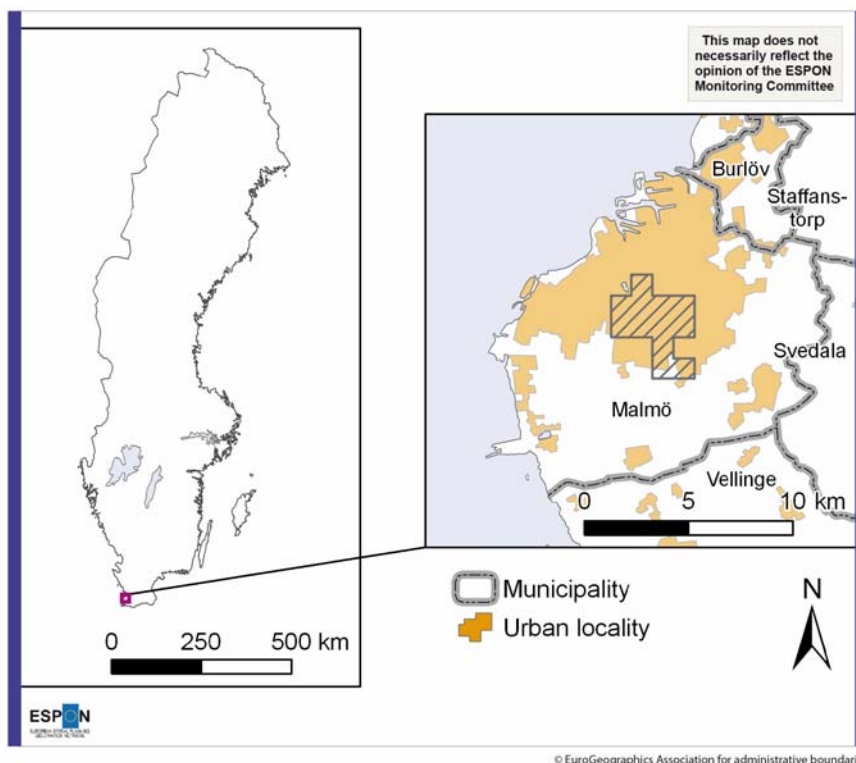 This map does not
necessarily reflect the
opinion of the ESPON
Monitoring Committee
Burlöv
Staffans-
torp
Svedala
Malmö
Vellinge
0 5 10 km
Municipality
Urban locality
N
0 250 500 km
ESPON
© EuroGeographics Association for administrative boundari